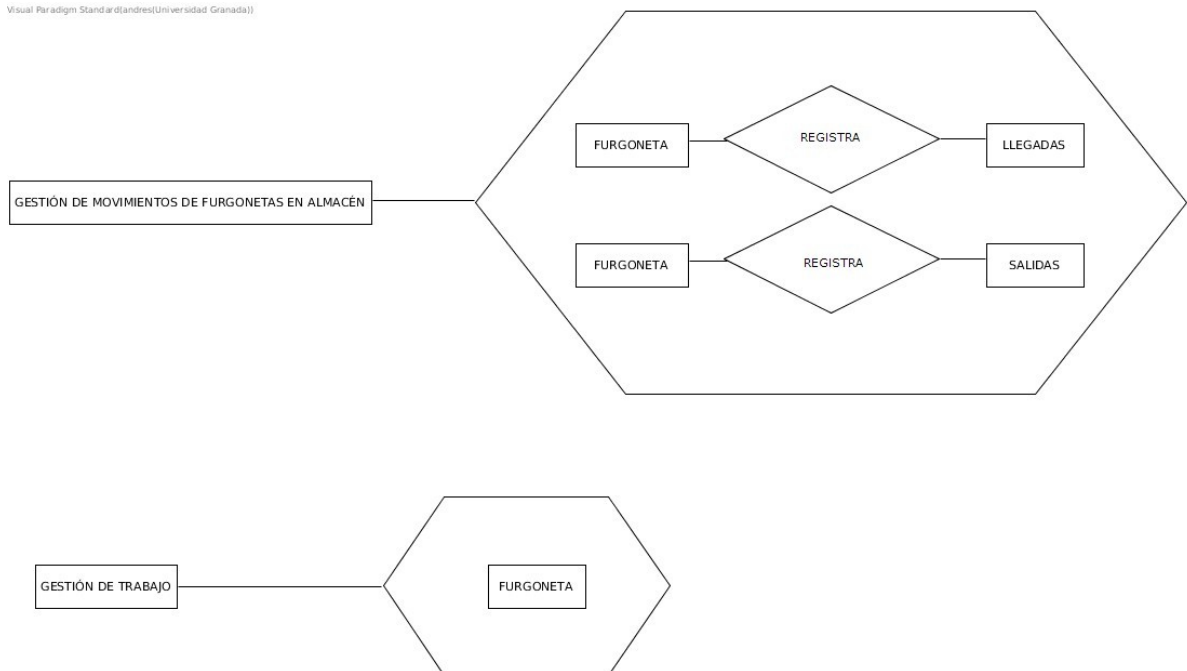 Visual Paradigm Standard(andres(Universidad Granada))
FURGONETA
REGISTRA
LLEGADAS
GESTIÓN DE MOVIMIENTOS DE FURGONETAS EN ALMACÉN
FURGONETA
REGISTRA
SALIDAS
GESTIÓN DE TRABAJO
FURGONETA